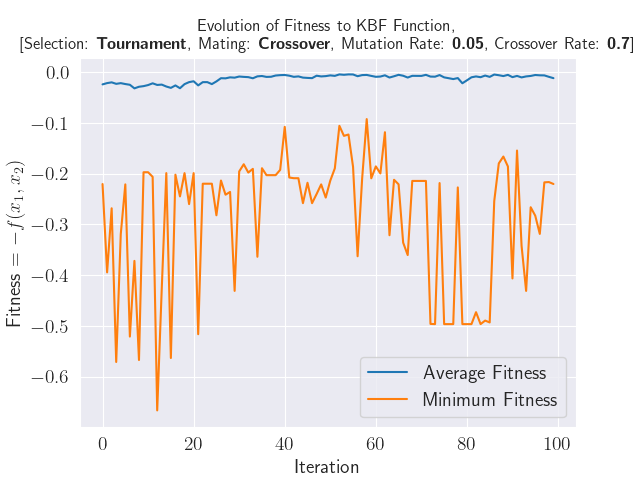 Evolution of Fitness to KBF Function,
[Selection: Tournament, Mating: Crossover, Mutation Rate: 0.05, Crossover Rate: 0.7]
0.0
−0.1
−0.2
−0.3
−0.4
−0.5
−0.6
Fitness = −f(x₁, x₂)
Average Fitness
Minimum Fitness
0 20 40 60 80 100
Iteration